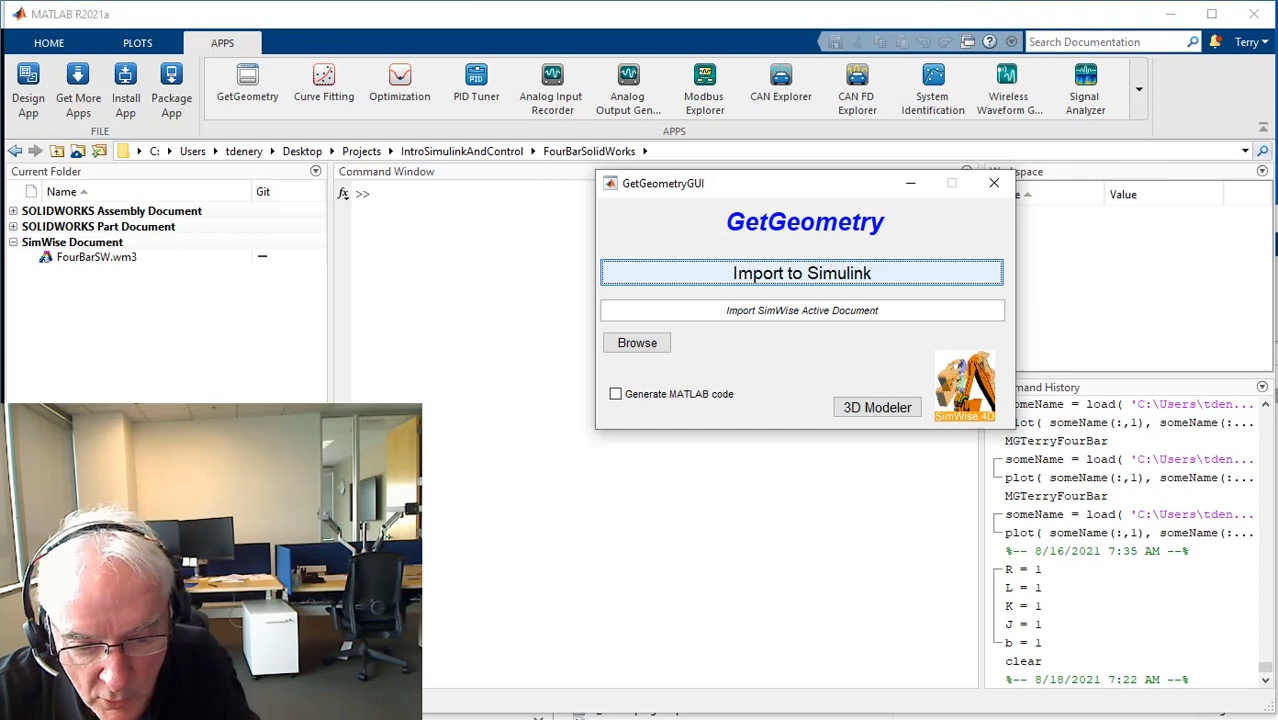 MATLAB R2021a
HOME
PLOTS
APPS
Search Documentation
Terry
Design
App
Get More
Apps
Install
App
Package
App
GetGeometry
Curve Fitting
Optimization
PID Tuner
Analog Input
Recorder
Analog
Output Gen...
Modbus
Explorer
CAN Explorer
CAN FD
Explorer
System
Identification
Wireless
Waveform G...
Signal
Analyzer
FILE
APPS
C: Users tdenery Desktop Projects IntroSimulinkAndControl FourBarSolidWorks
Current Folder
Name
Git
SOLIDWORKS Assembly Document
SOLIDWORKS Part Document
SimWise Document
FourBarSW.wm3
Command Window
fx >>
GetGeometryGUI
GetGeometry
Import to Simulink
Import SimWise Active Document
Browse
Generate MATLAB code
3D Modeler
SimWise 4D
Value
someName = load( 'C:\Users\tden...
plot( someName(:,1), someName(:...
MGTerryFourBar
someName = load( 'C:\Users\tden...
plot( someName(:,1), someName(:...
MGTerryFourBar
someName = load( 'C:\Users\tden...
plot( someName(:,1), someName(:...
%-- 8/16/2021 7:35 AM --%
R = 1
L = 1
K = 1
J = 1
b = 1
clear
%-- 8/18/2021 7:22 AM --%